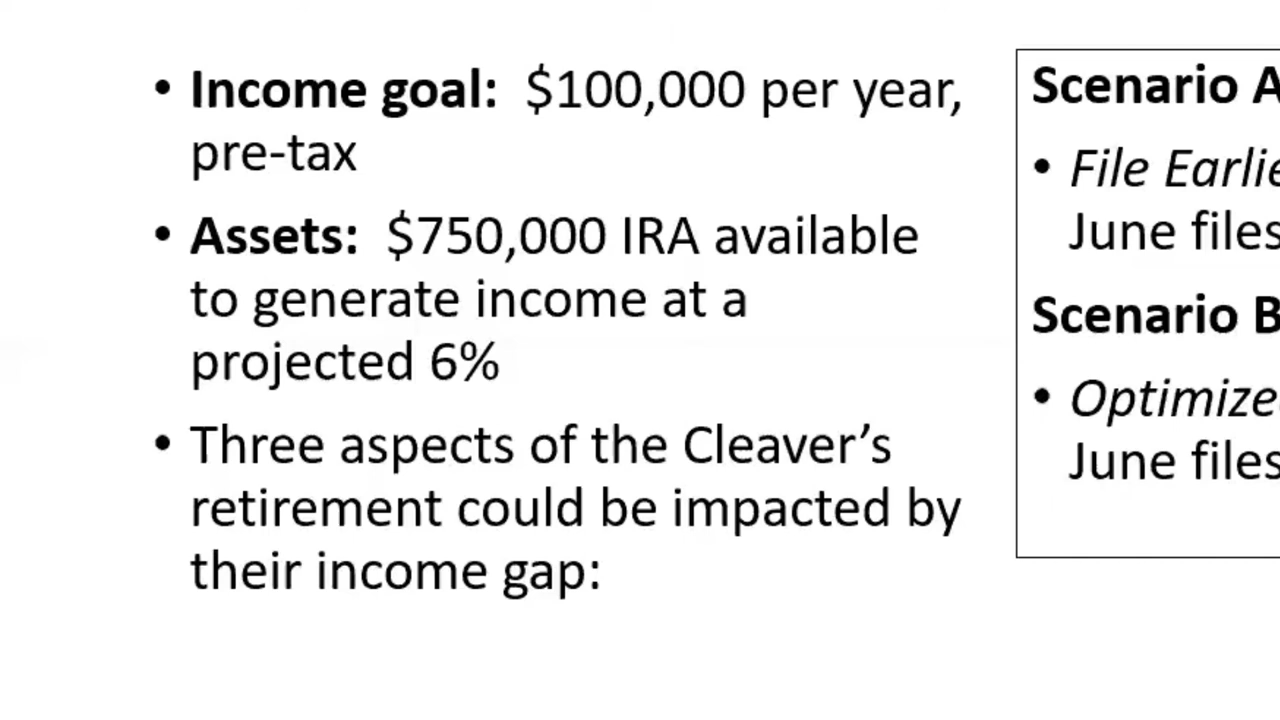 • Income goal: $100,000 per year,
pre-tax
• Assets: $750,000 IRA available
to generate income at a
projected 6%
• Three aspects of the Cleaver's
retirement could be impacted by
their income gap:
Scenario A
• File Earlie
June files
Scenario B
• Optimize
June files